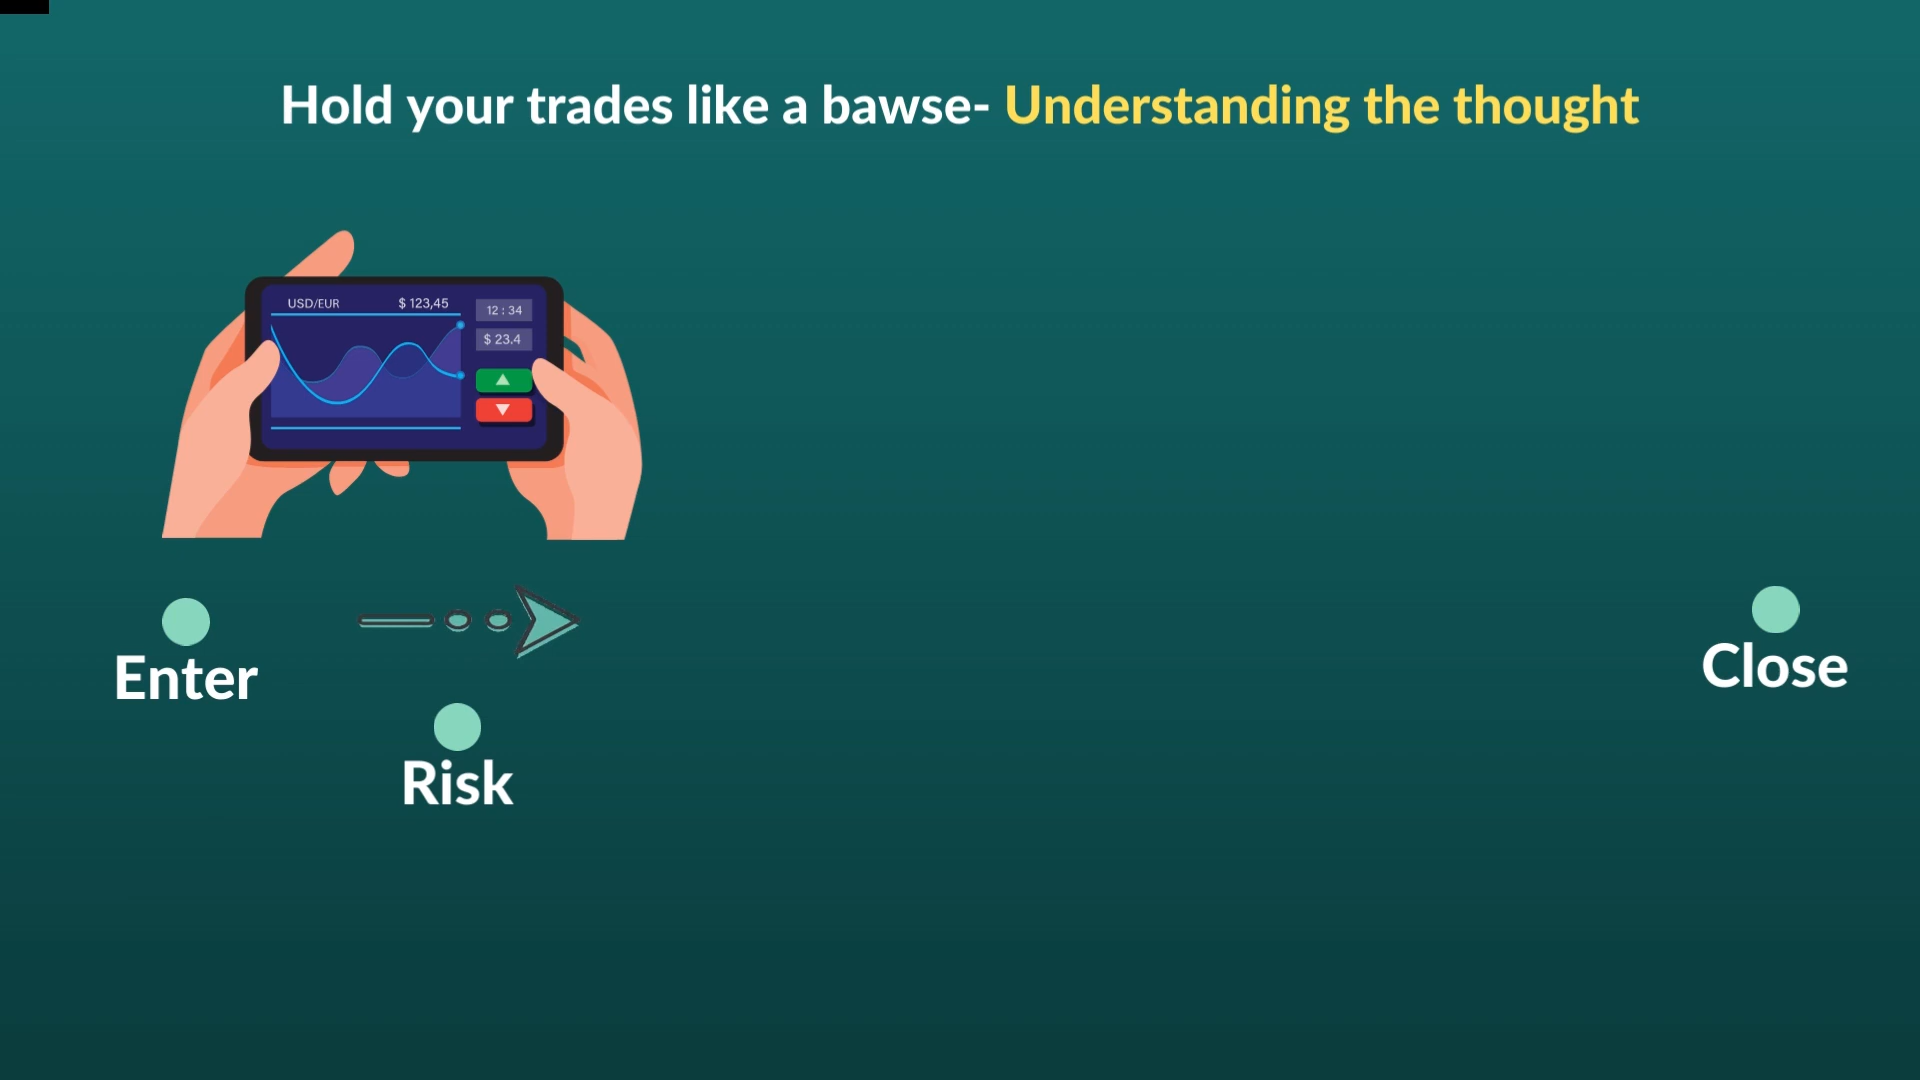 Hold your trades like a bawse- Understanding the thought
USD/EUR $ 123,45
12 : 34
$ 23.4
Enter
Close
Risk